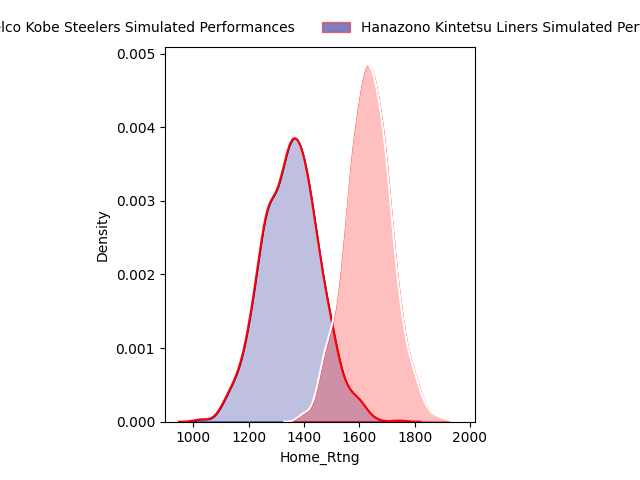 lco Kobe Steelers Simulated Performances Hanazono Kintetsu Liners Simulated Per
0.005
0.004
0.003
0.002
0.001
0.000
Density
1000 1200 1400 1600 1800 2000
Home_Rtng